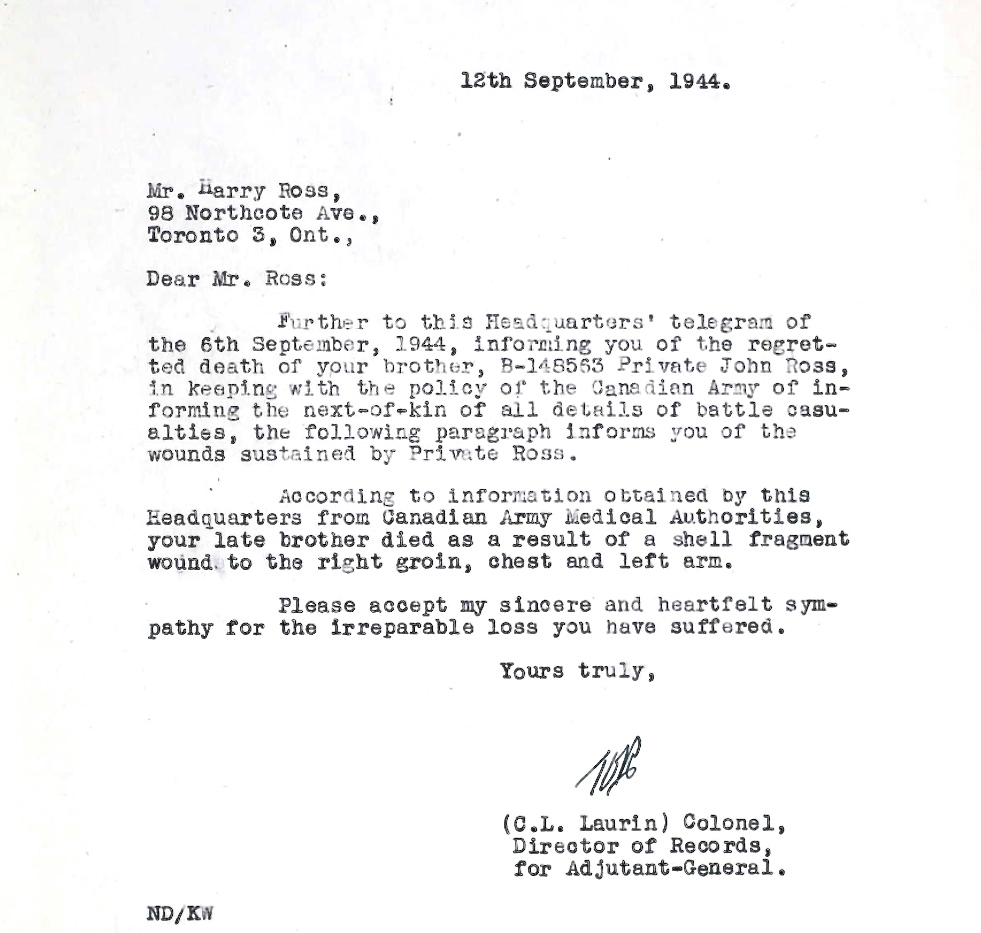 12th September, 1944.
Mr. Harry Ross,
98 Northcote Ave.,
Toronto 3, Ont.,
Dear Mr. Ross:
Further to this Headquarters' telegram of
the 6th September, 1944, informing you of the regret-
ted death of your brother, B-148563 Private John Ross,
in keeping with the policy of the Canadian Army of in-
forming the next-of-kin of all details of battle casu-
alties, the following paragraph informs you of the
wounds sustained by Private Ross.
According to information obtained by this
Headquarters from Canadian Army Medical Authorities,
your late brother died as a result of a shell fragment
wound to the right groin, chest and left arm.
Please accept my sincere and heartfelt sym-
pathy for the irreparable loss you have suffered.
Yours truly,
(C.L. Laurin) Colonel,
Director of Records,
for Adjutant-General.
ND/KW